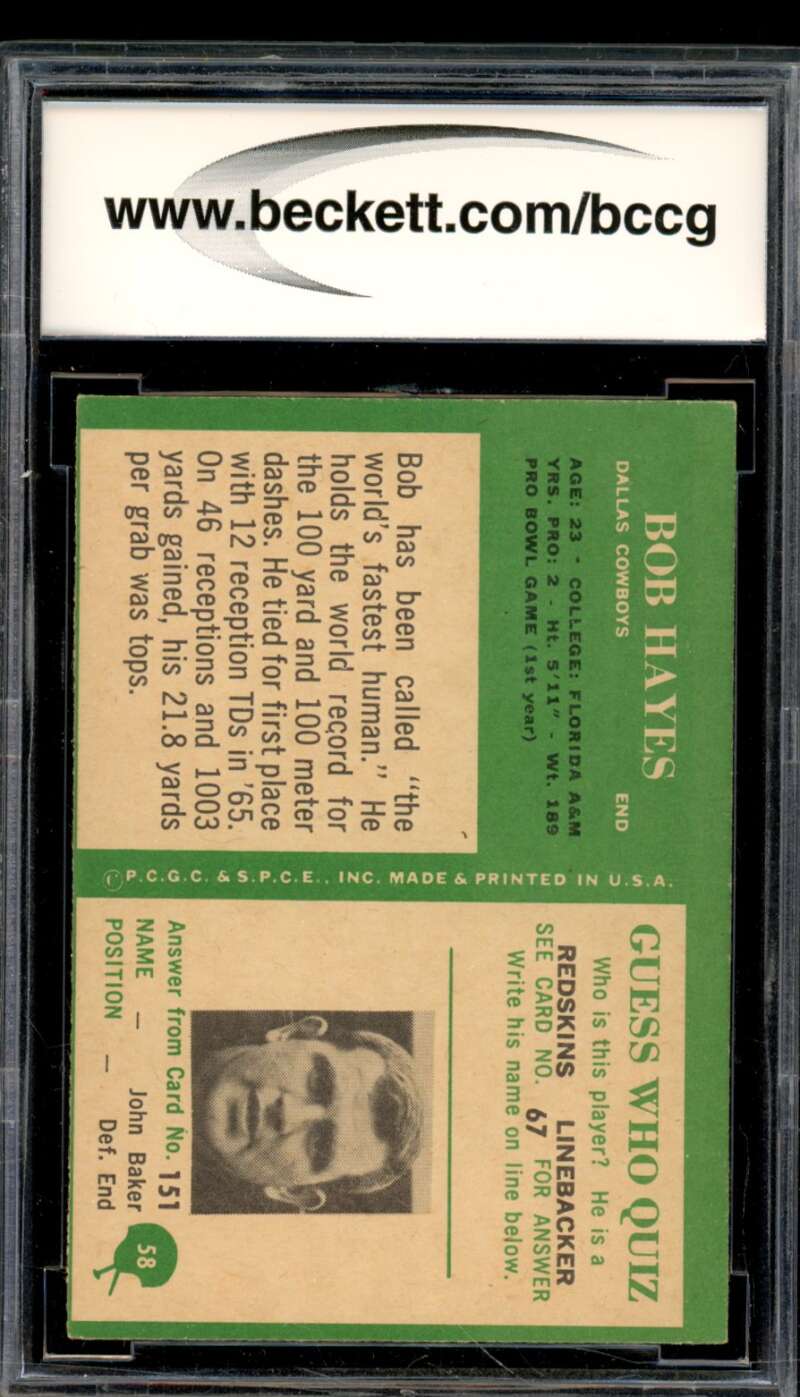 www.beckett.com/bccg
BOB HAYES
DALLAS COWBOYS END
AGE: 23 - COLLEGE: FLORIDA A&M
YRS. PRO: 2 - Ht. 5'11" - Wt. 189
PRO BOWL GAME (1st year)
Bob has been called "the
world's fastest human." He
holds the world record for
the 100 yard and 100 meter
dashes. He tied for first place
with 12 reception TDs in '65.
On 46 receptions and 1003
yards gained, his 21.8 yards
per grab was tops.
©P.C.G.C. & S.P.C.E., INC. MADE & PRINTED IN U.S.A.
GUESS WHO QUIZ
Who is this player? He is a
REDSKINS LINEBACKER
SEE CARD NO. 67 FOR ANSWER
Write his name on line below.
Answer from Card No. 151
NAME — John Baker
POSITION — Def. End
58